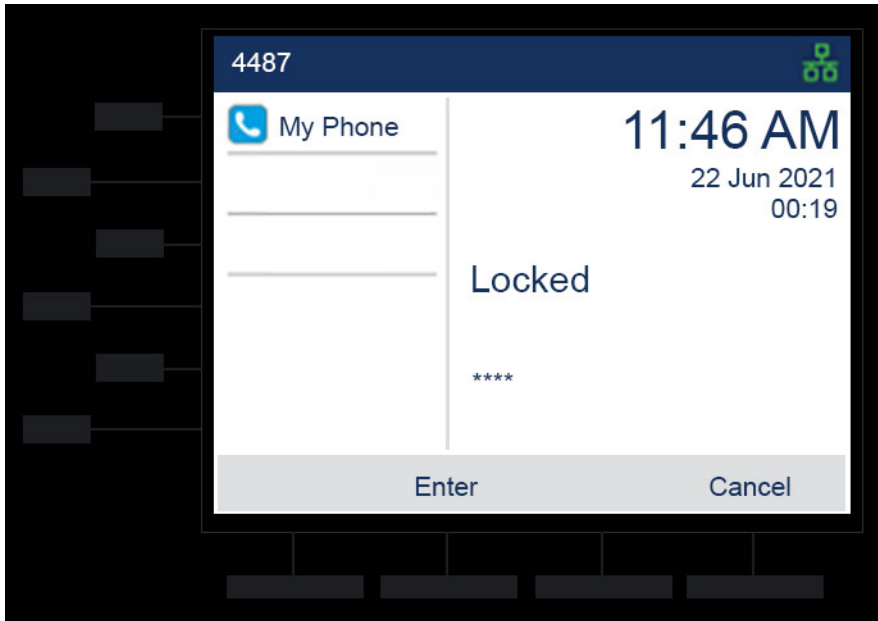 4487
My Phone
11:46 AM
22 Jun 2021
00:19
Locked
****
Enter Cancel